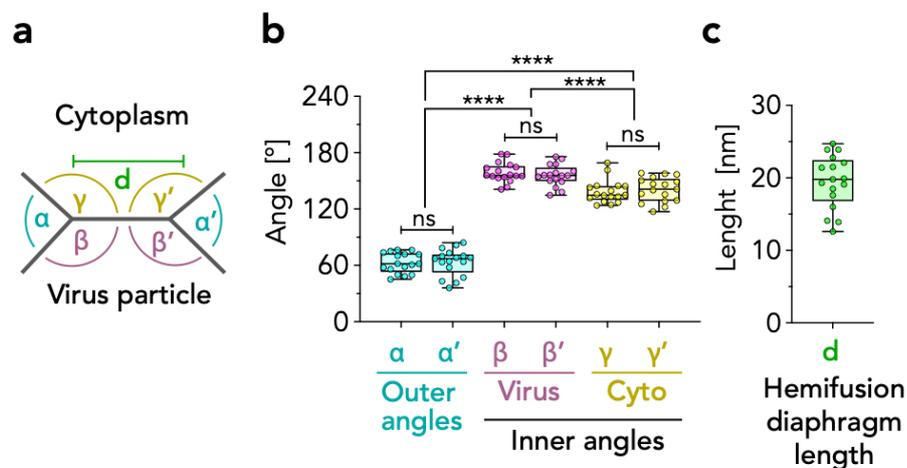 a
Cytoplasm
d
γ
γ′
α
α′
β
β′
Virus particle
b
Angle [°]
240
180
120
60
0
****
****
****
ns
ns
ns
α α′ β β′ γ γ′
Outer angles
Virus
Cyto
Inner angles
c
Lenght [nm]
30
20
10
0
d
Hemifusion
diaphragm
length